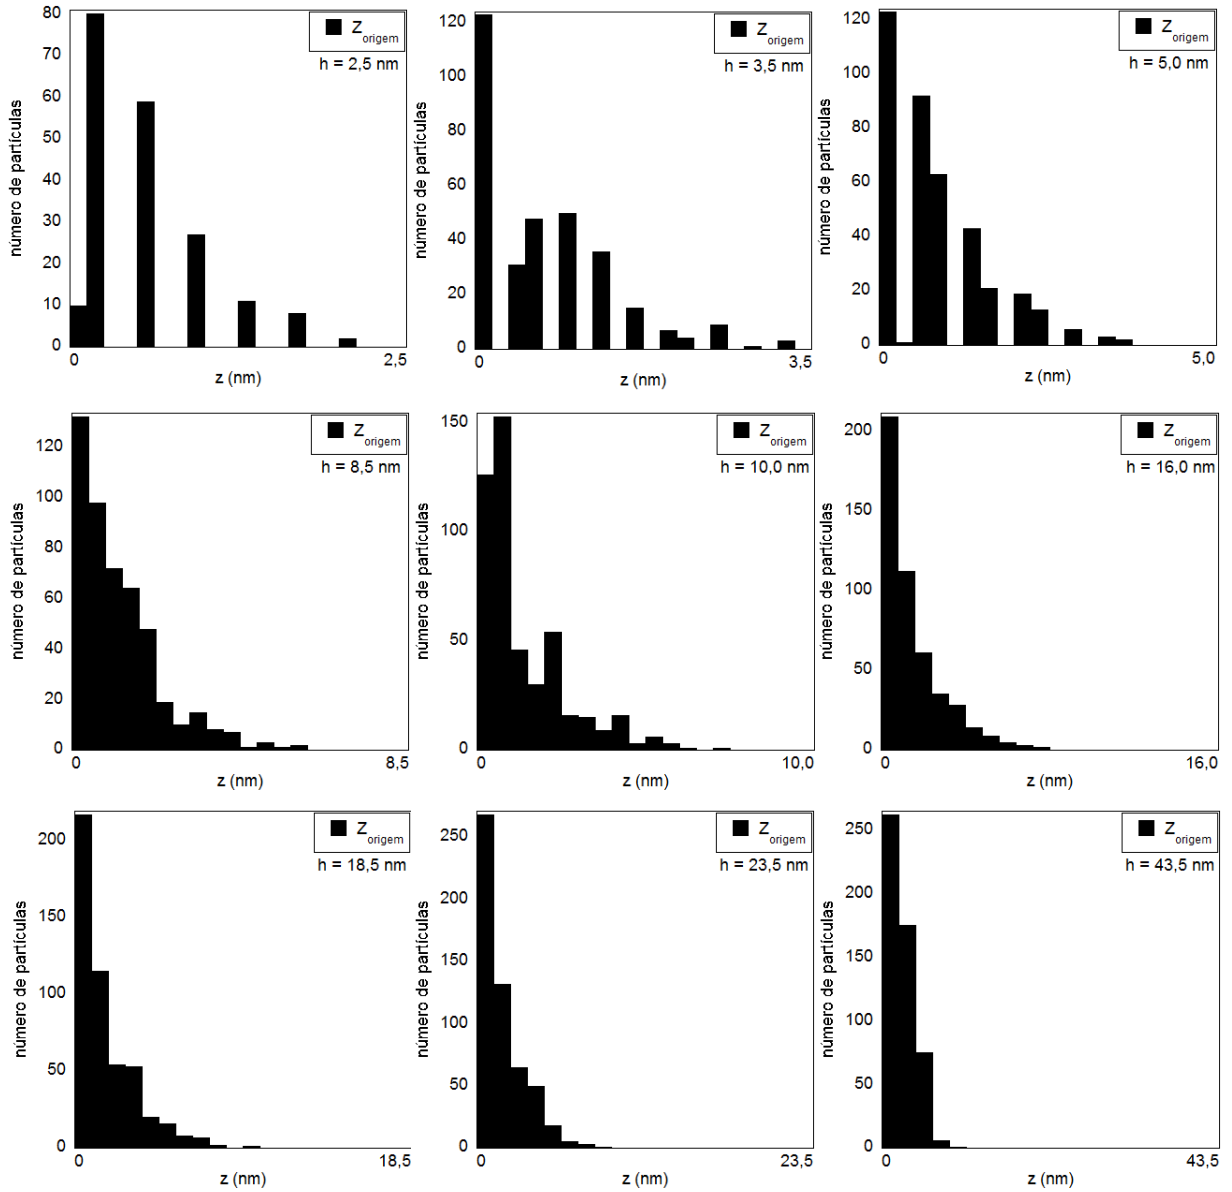 80
70
60
50
40
30
20
10
0
número de partículas
Z origem
h = 2,5 nm
0 2,5
z (nm)
120
100
80
60
40
20
0
número de partículas
Z origem
h = 3,5 nm
0 3,5
z (nm)
120
100
80
60
40
20
0
número de partículas
Z origem
h = 5,0 nm
0 5,0
z (nm)
120
100
80
60
40
20
0
número de partículas
Z origem
h = 8,5 nm
0 8,5
z (nm)
150
100
50
0
número de partículas
Z origem
h = 10,0 nm
0 10,0
z (nm)
200
150
100
50
0
número de partículas
Z origem
h = 16,0 nm
0 16,0
z (nm)
200
150
100
50
0
número de partículas
Z origem
h = 18,5 nm
0 18,5
z (nm)
250
200
150
100
50
0
número de partículas
Z origem
h = 23,5 nm
0 23,5
z (nm)
250
200
150
100
50
0
número de partículas
Z origem
h = 43,5 nm
0 43,5
z (nm)